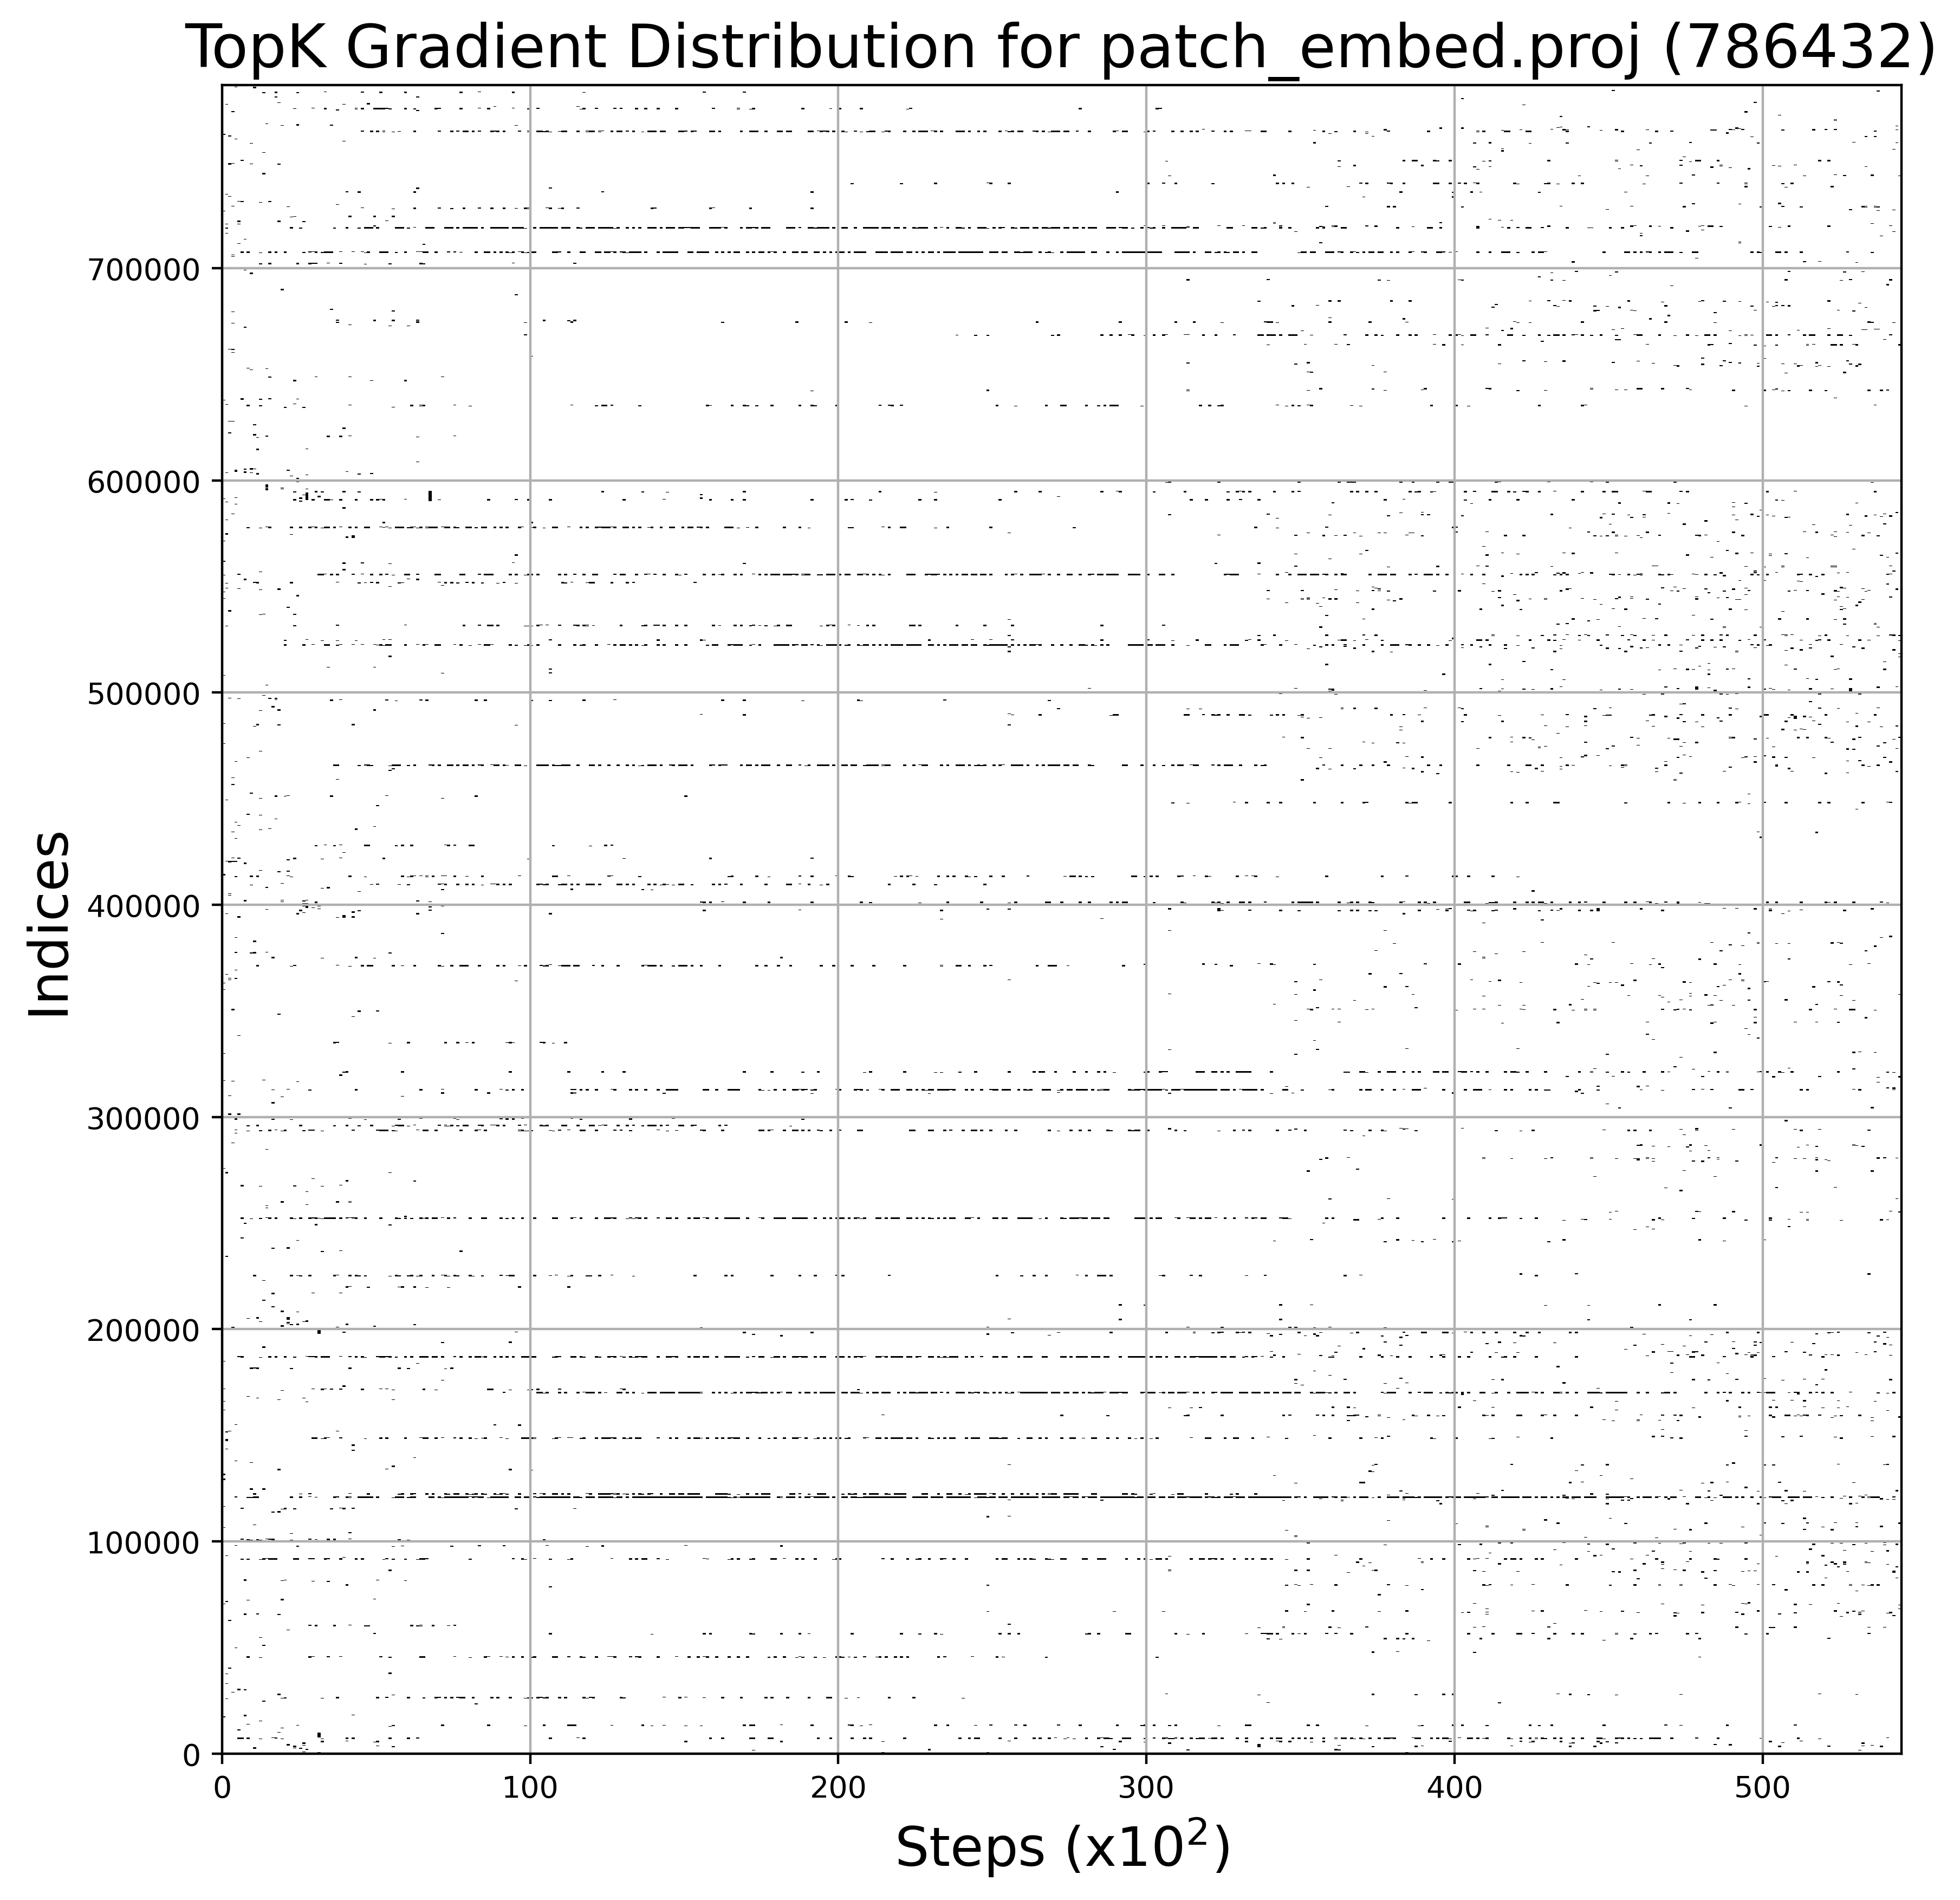 TopK Gradient Distribution for patch_embed.proj (786432)
Indices
700000
600000
500000
400000
300000
200000
100000
0
0 100 200 300 400 500
Steps (x10²)